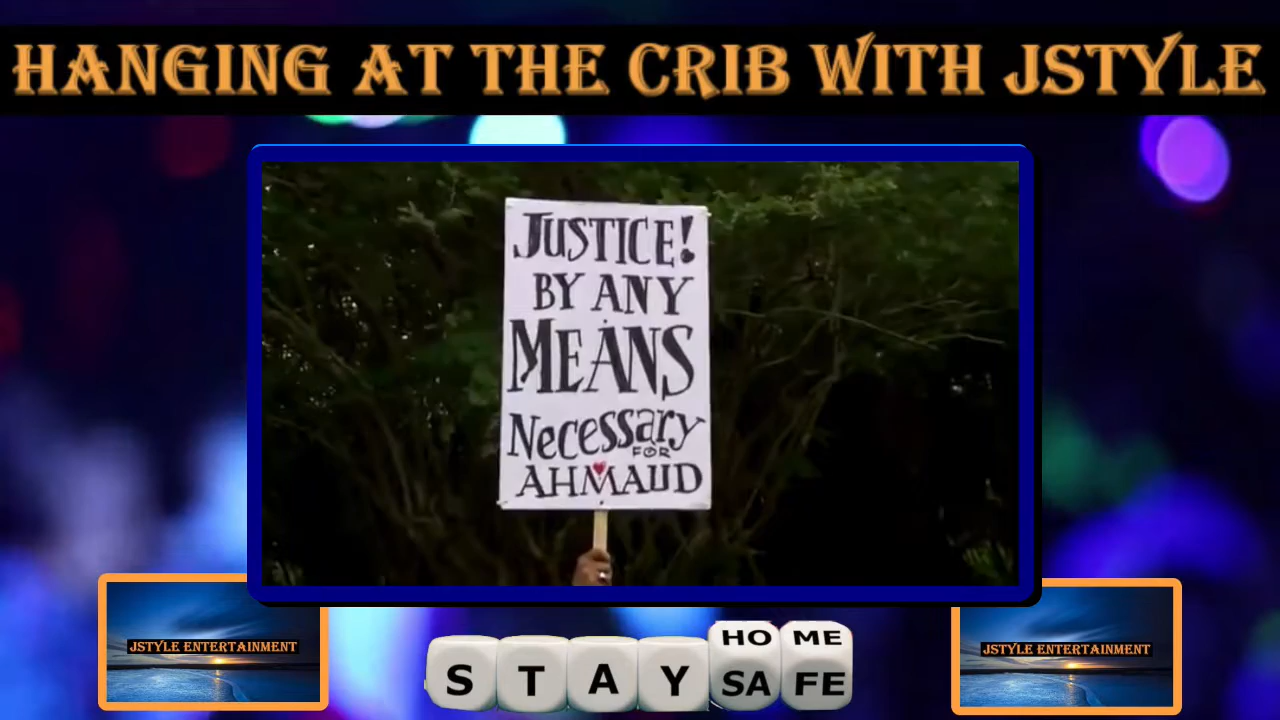 HANGING AT THE CRIB WITH JSTYLE
JUSTICE!
BY ANY
MEANS
Necessary
FOR
AHMAUD
JSTYLE ENTERTAINMENT
JSTYLE ENTERTAINMENT
HO ME
STAY SA FE